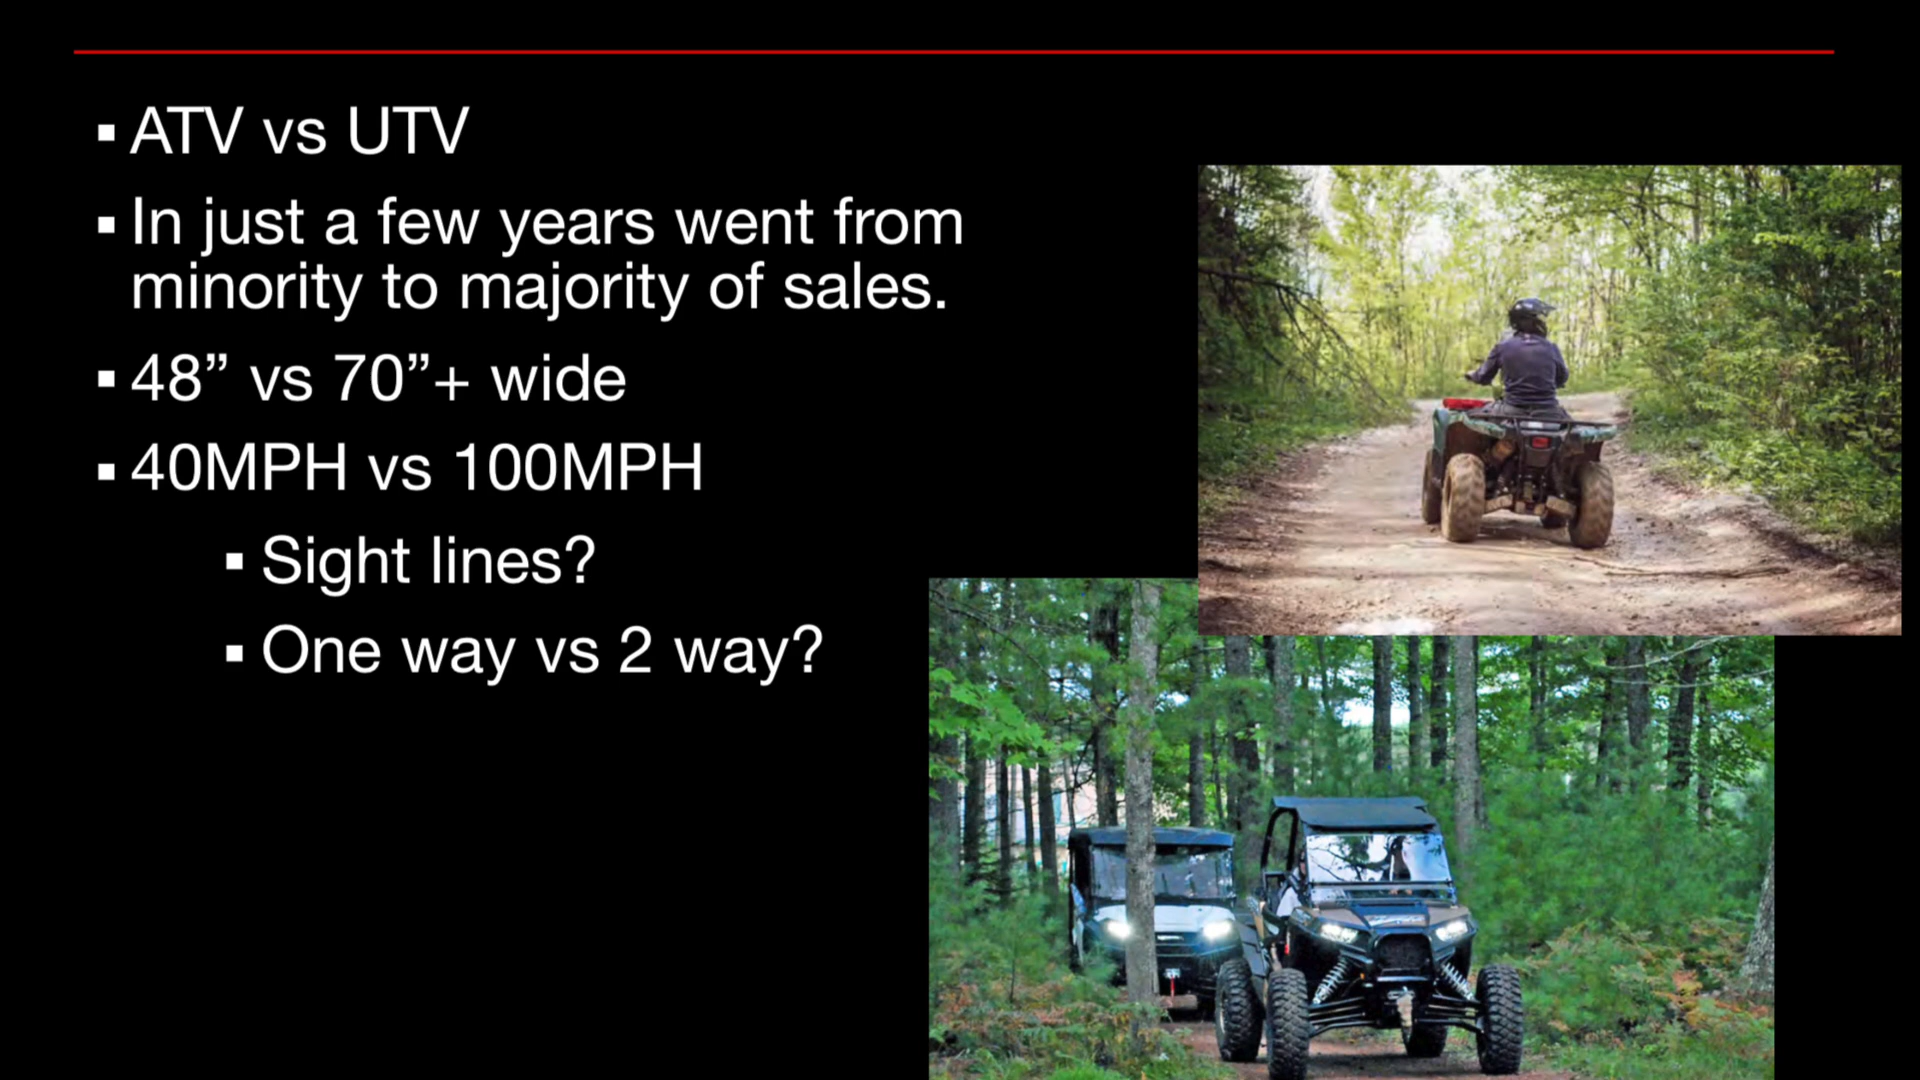 ▪ ATV vs UTV
▪ In just a few years went from
minority to majority of sales.
▪ 48” vs 70”+ wide
▪ 40MPH vs 100MPH
▪ Sight lines?
▪ One way vs 2 way?